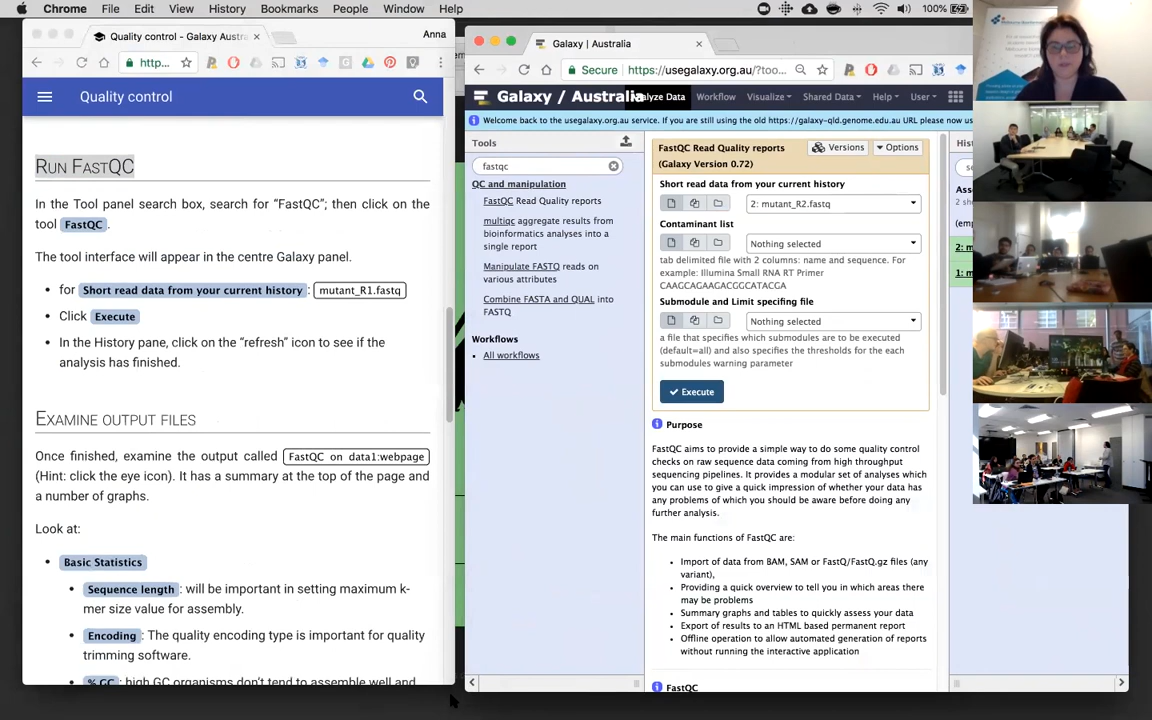 Chrome File Edit View History Bookmarks People Window Help 100%
Quality control - Galaxy Austra Anna
http...
Quality control
RUN FASTQC
In the Tool panel search box, search for “FastQC”; then click on the
tool FastQC.
The tool interface will appear in the centre Galaxy panel.
for Short read data from your current history: mutant_R1.fastq
Click Execute
In the History pane, click on the “refresh” icon to see if the
analysis has finished.
EXAMINE OUTPUT FILES
Once finished, examine the output called FastQC on data1:webpage
(Hint: click the eye icon). It has a summary at the top of the page and
a number of graphs.
Look at:
Basic Statistics
Sequence length: will be important in setting maximum k-
mer size value for assembly.
Encoding: The quality encoding type is important for quality
trimming software.
% GC: high GC organisms don’t tend to assemble well and
Galaxy | Australia
Secure https://usegalaxy.org.au/?too...
Galaxy / Australia Analyze Data Workflow Visualize Shared Data Help User
Welcome back to the usegalaxy.org.au service. If you are still using the old https://galaxy-qld.genome.edu.au URL please now us
Tools
fastqc
QC and manipulation
FastQC Read Quality reports
multiqc aggregate results from
bioinformatics analyses into a
single report
Manipulate FASTQ reads on
various attributes
Combine FASTA and QUAL into
FASTQ
Workflows
All workflows
FastQC Read Quality reports
(Galaxy Version 0.72)
Versions Options
Short read data from your current history
2: mutant_R2.fastq
Contaminant list
Nothing selected
tab delimited file with 2 columns: name and sequence. For
example: Illumina Small RNA RT Primer
CAAGCAGAAGACGGCATACGA
Submodule and Limit specifing file
Nothing selected
a file that specifies which submodules are to be executed
(default=all) and also specifies the thresholds for the each
submodules warning parameter
Execute
Purpose
FastQC aims to provide a simple way to do some quality control
checks on raw sequence data coming from high throughput
sequencing pipelines. It provides a modular set of analyses which
you can use to give a quick impression of whether your data has
any problems of which you should be aware before doing any
further analysis.
The main functions of FastQC are:
Import of data from BAM, SAM or FastQ/FastQ.gz files (any
variant),
Providing a quick overview to tell you in which areas there
may be problems
Summary graphs and tables to quickly assess your data
Export of results to an HTML based permanent report
Offline operation to allow automated generation of reports
without running the interactive application
FastQC
His
se
Ass
2 sh
(emp
2: m
1: m